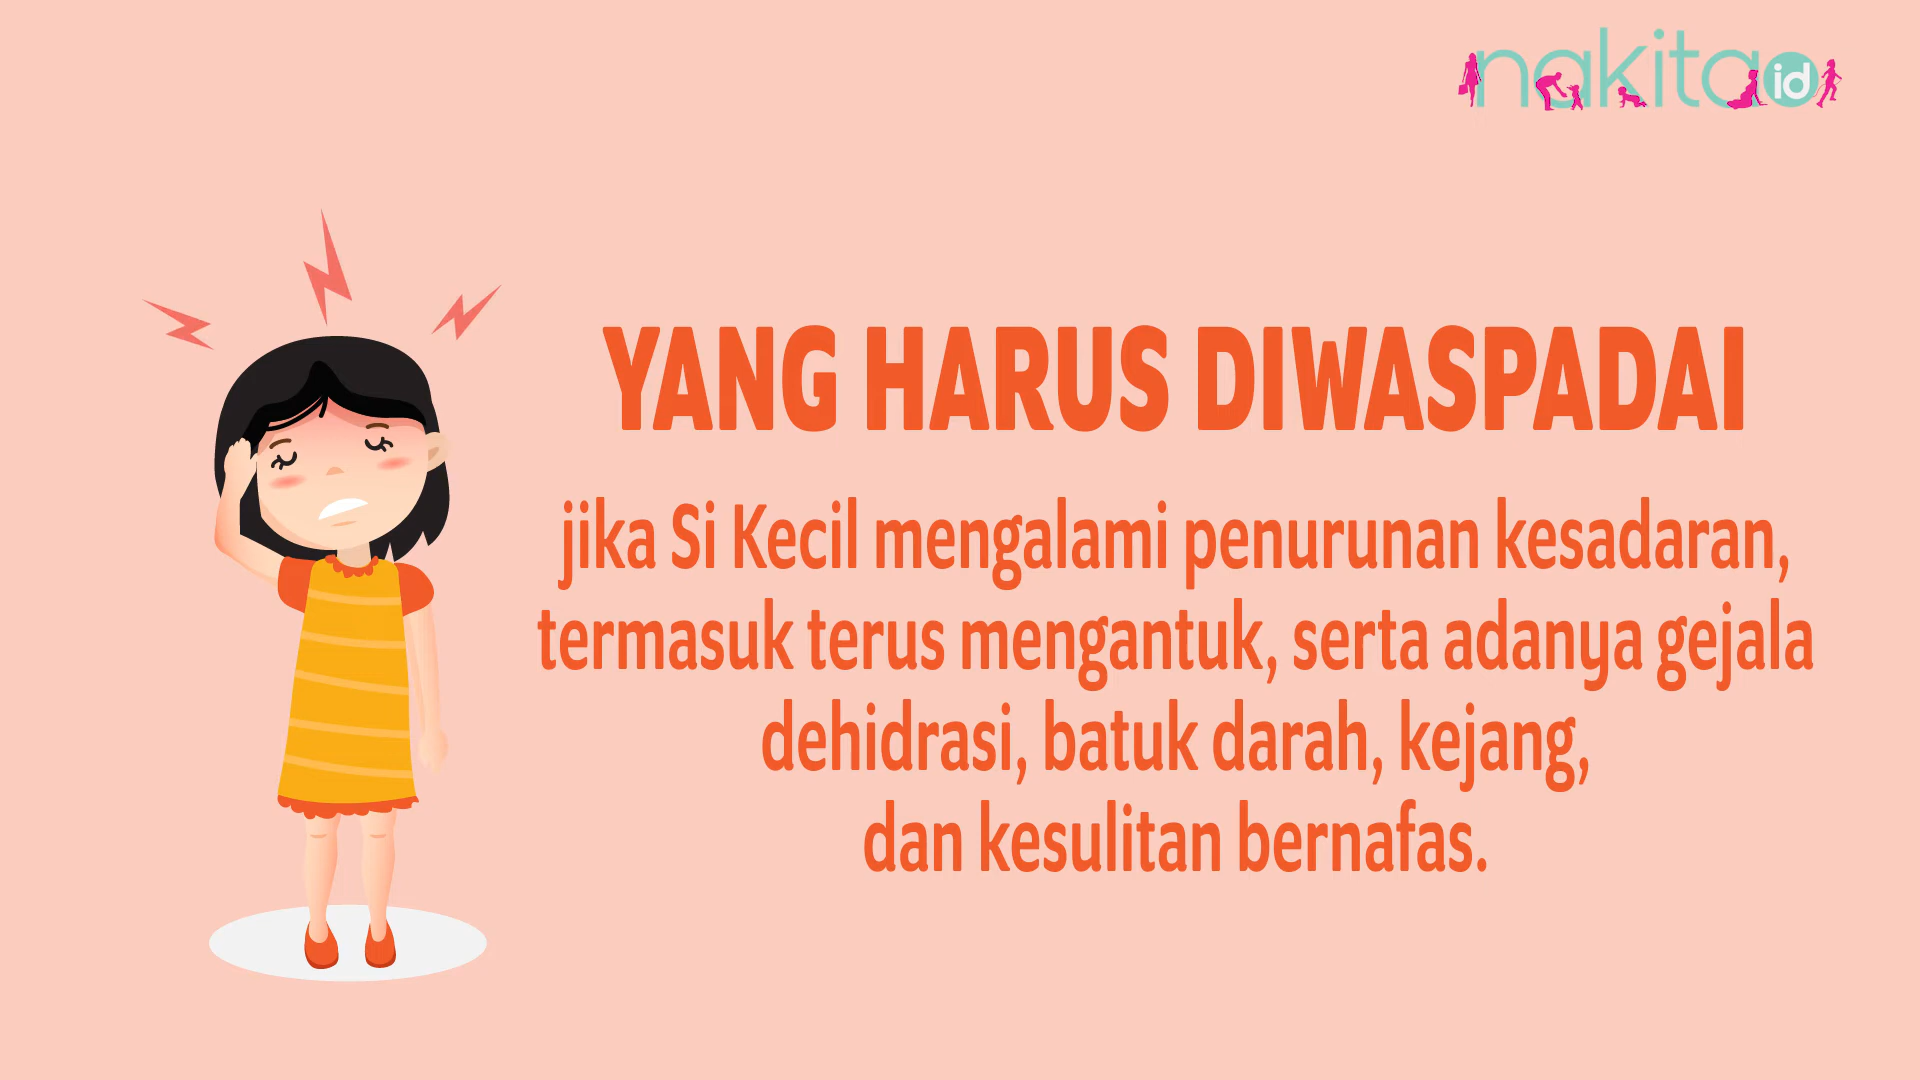 nakita id
YANG HARUS DIWASPADAI
jika Si Kecil mengalami penurunan kesadaran,
termasuk terus mengantuk, serta adanya gejala
dehidrasi, batuk darah, kejang,
dan kesulitan bernafas.